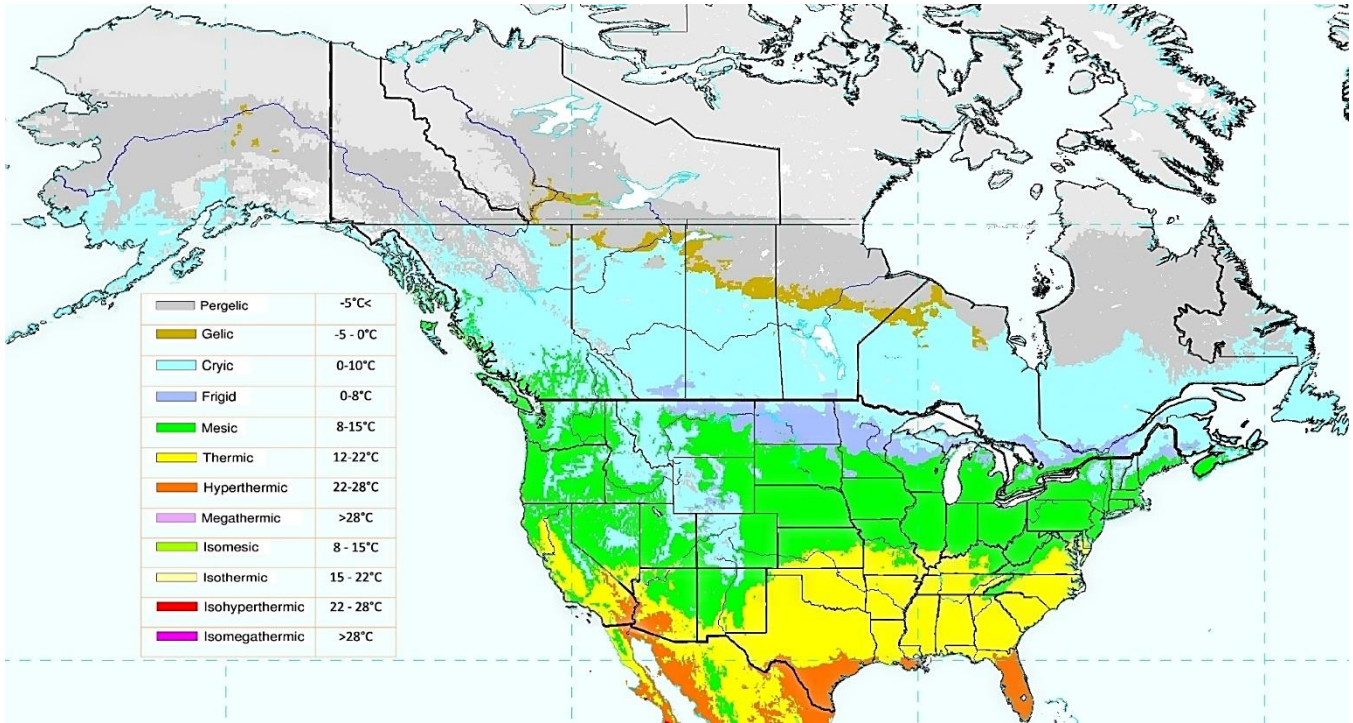 Pergelic -5°C<
Gelic -5 - 0°C
Cryic 0-10°C
Frigid 0-8°C
Mesic 8-15°C
Thermic 12-22°C
Hyperthermic 22-28°C
Megathermic >28°C
Isomesic 8 - 15°C
Isothermic 15 - 22°C
Isohyperthermic 22 - 28°C
Isomegathermic >28°C